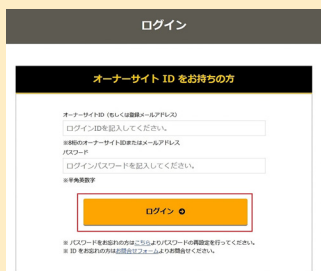 ログイン
オーナーサイト ID をお持ちの方
オーナーサイトID（もしくは登録メールアドレス）
ログインIDを記入してください。
※8桁のオーナーサイトIDまたはメールアドレス
パスワード
ログインパスワードを記入してください。
※半角英数字
ログイン
※ パスワードをお忘れの方はこちらよりパスワードの再設定を行ってください。
※ ID をお忘れの方はお問合せフォームよりお問合せください。